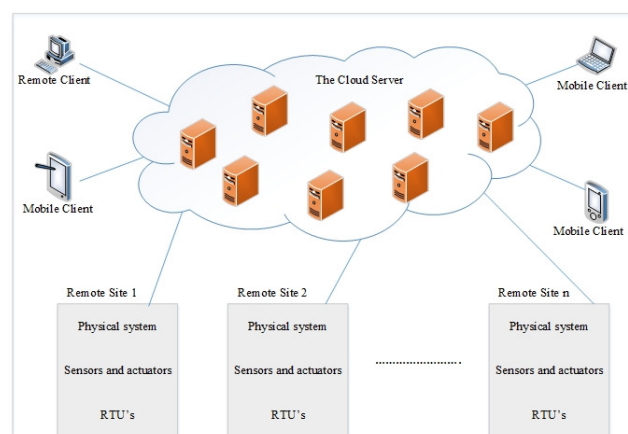 The Cloud Server
Remote Client
Mobile Client
Mobile Client
Mobile Client
Remote Site 1
Remote Site 2
Remote Site n
Physical system
Physical system
Physical system
Sensors and actuators
Sensors and actuators
Sensors and actuators
RTU's
RTU's
RTU's